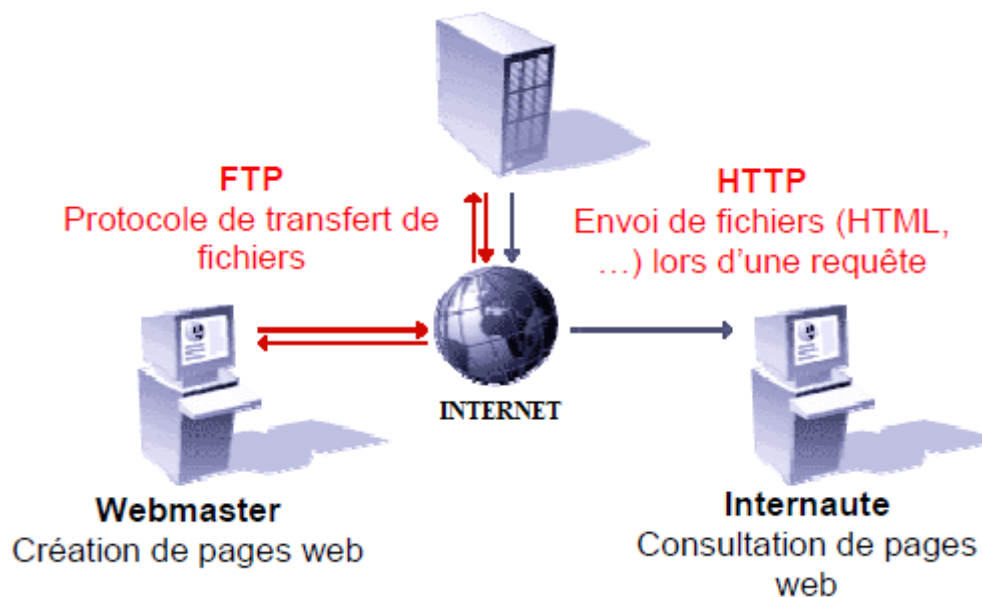 FTP
Protocole de transfert de
fichiers
HTTP
Envoi de fichiers (HTML,
…) lors d’une requête
INTERNET
Webmaster
Création de pages web
Internaute
Consultation de pages
web